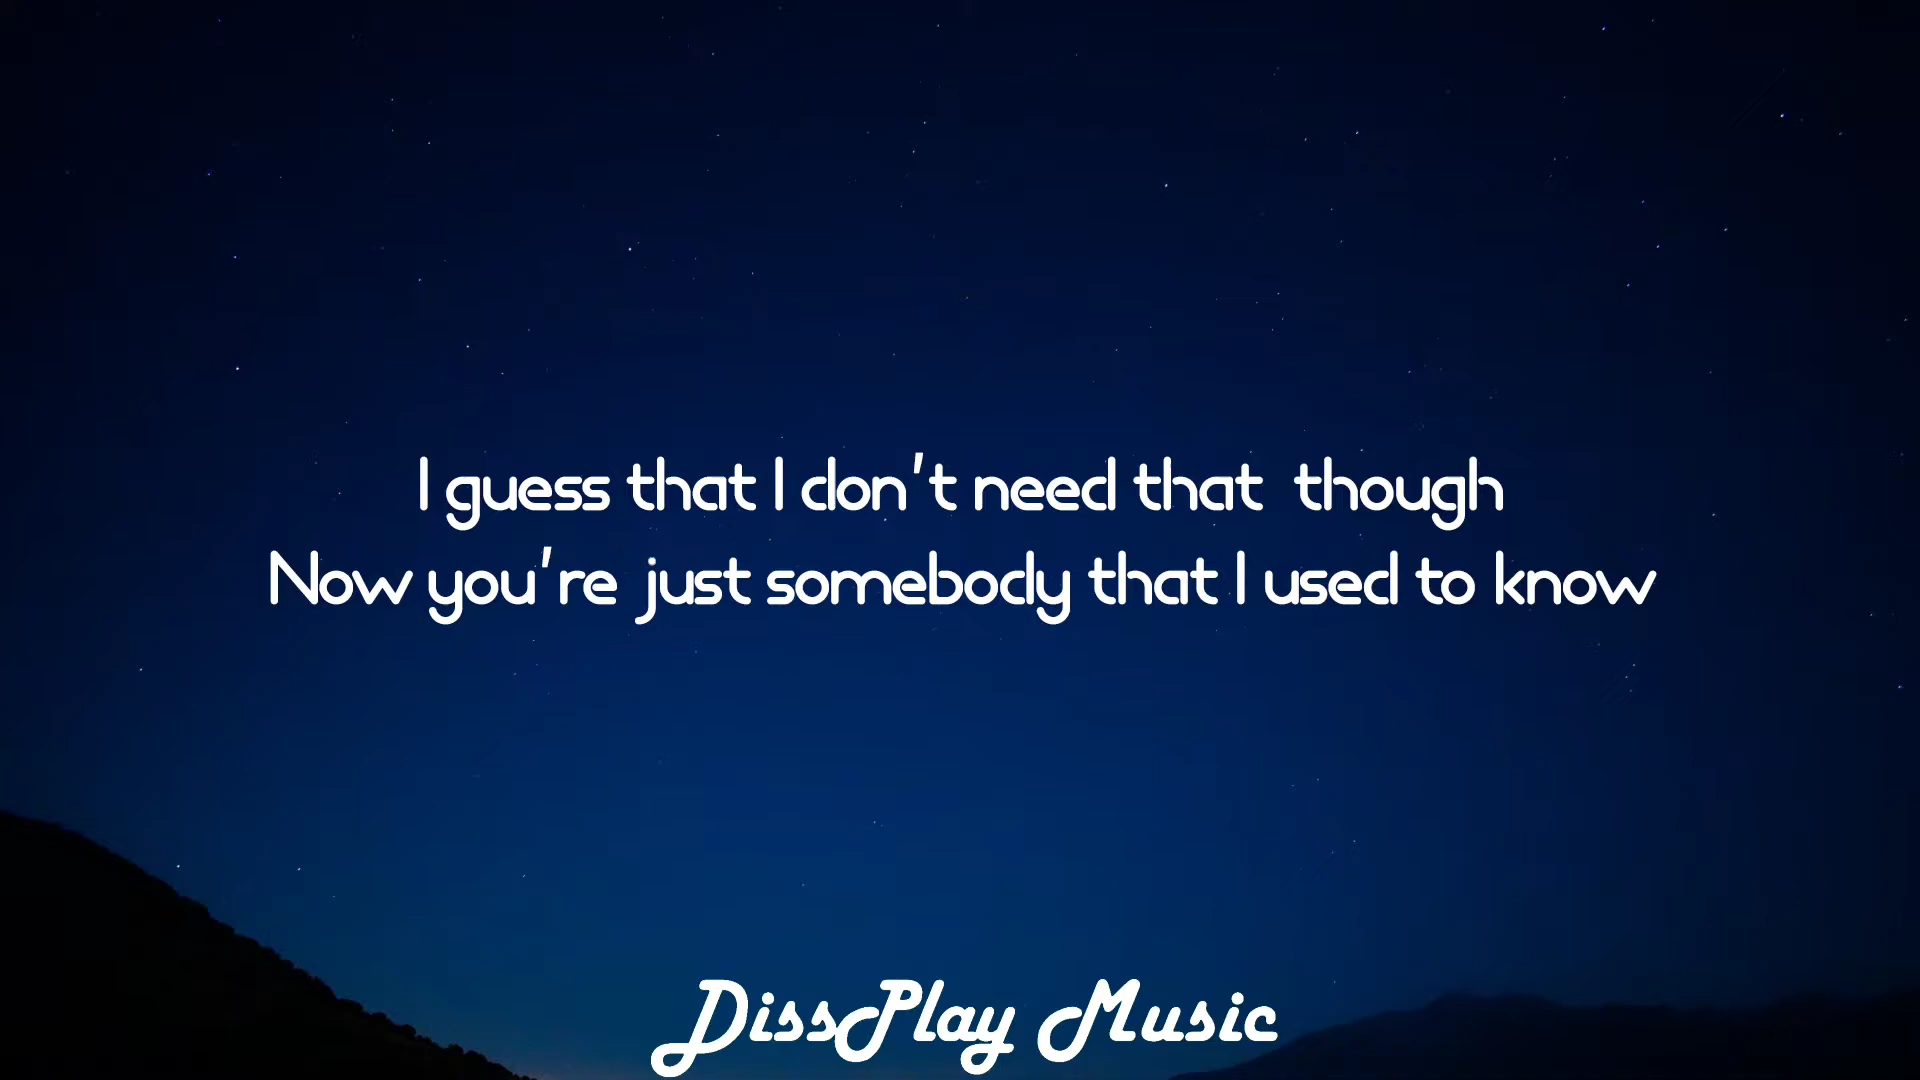 I guess that I don't need that though
Now you're just somebody that I used to know
DissPlay Music